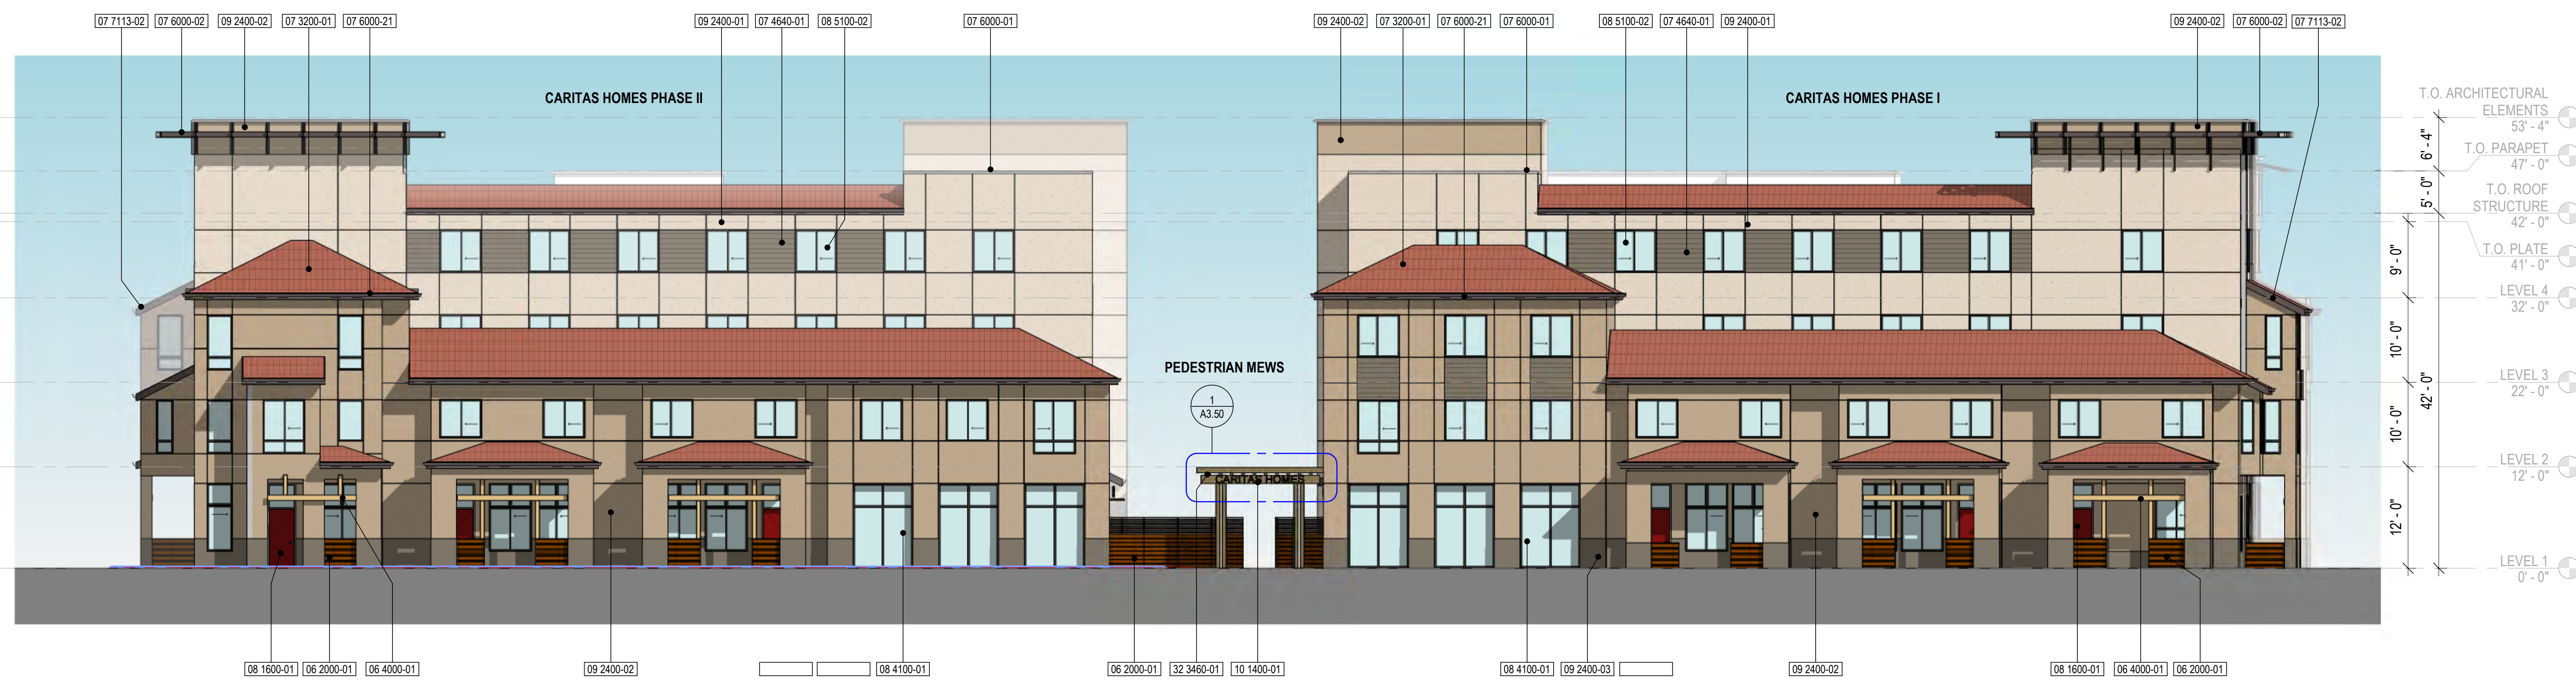 07 7113-02
07 6000-02
09 2400-02
07 3200-01
07 6000-21
09 2400-01
07 4640-01
08 5100-02
07 6000-01
09 2400-02
07 3200-01
07 6000-21
07 6000-01
08 5100-02
07 4640-01
09 2400-01
09 2400-02
07 6000-02
07 7113-02
CARITAS HOMES PHASE II
CARITAS HOMES PHASE I
T.O. ARCHITECTURAL
ELEMENTS
53' - 4"
6' - 4"
T.O. PARAPET
47' - 0"
5' - 0"
T.O. ROOF
STRUCTURE
42' - 0"
T.O. PLATE
41' - 0"
9' - 0"
LEVEL 4
32' - 0"
10' - 0"
LEVEL 3
22' - 0"
42' - 0"
10' - 0"
LEVEL 2
12' - 0"
12' - 0"
LEVEL 1
0' - 0"
PEDESTRIAN MEWS
1
A3.50
CARITAS HOMES
08 1600-01
06 2000-01
06 4000-01
09 2400-02
08 4100-01
06 2000-01
32 3460-01
10 1400-01
08 4100-01
09 2400-03
09 2400-02
08 1600-01
06 4000-01
06 2000-01